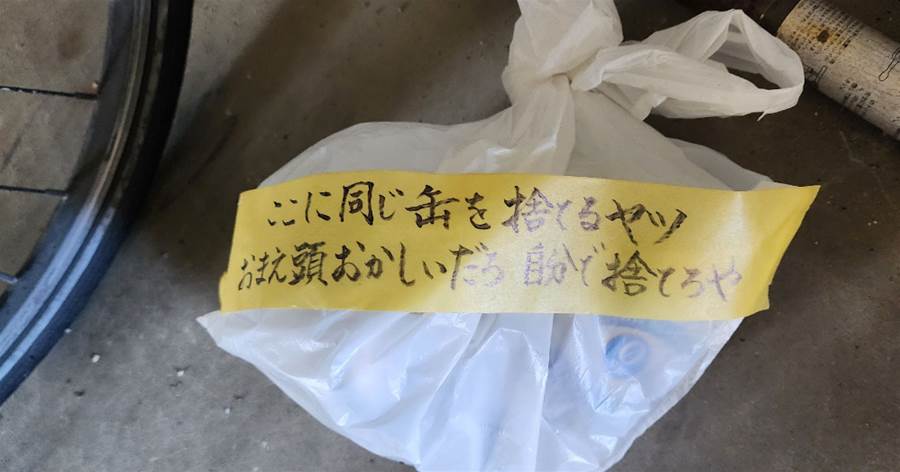 ここに同じ缶を捨てるヤツ
おまえ頭おかしいだろ 自分で捨てろや